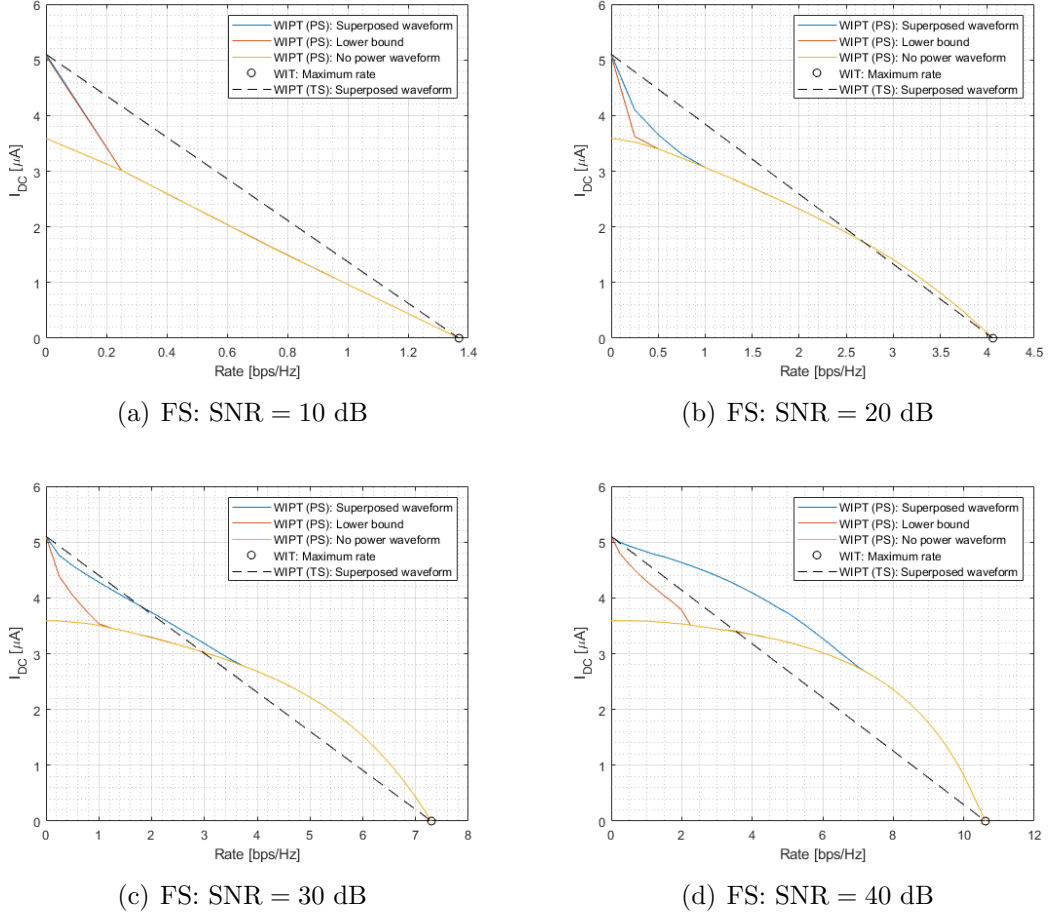 6
5
4
3
2
1
0
I_DC [μA]
WIPT (PS): Superposed waveform
WIPT (PS): Lower bound
WIPT (PS): No power waveform
WIT: Maximum rate
WIPT (TS): Superposed waveform
0 0.2 0.4 0.6 0.8 1 1.2 1.4
Rate [bps/Hz]
(a) FS: SNR = 10 dB
6
5
4
3
2
1
0
I_DC [μA]
WIPT (PS): Superposed waveform
WIPT (PS): Lower bound
WIPT (PS): No power waveform
WIT: Maximum rate
WIPT (TS): Superposed waveform
0 0.5 1 1.5 2 2.5 3 3.5 4 4.5
Rate [bps/Hz]
(b) FS: SNR = 20 dB
6
5
4
3
2
1
0
I_DC [μA]
WIPT (PS): Superposed waveform
WIPT (PS): Lower bound
WIPT (PS): No power waveform
WIT: Maximum rate
WIPT (TS): Superposed waveform
0 1 2 3 4 5 6 7 8
Rate [bps/Hz]
(c) FS: SNR = 30 dB
6
5
4
3
2
1
0
I_DC [μA]
WIPT (PS): Superposed waveform
WIPT (PS): Lower bound
WIPT (PS): No power waveform
WIT: Maximum rate
WIPT (TS): Superposed waveform
0 2 4 6 8 10 12
Rate [bps/Hz]
(d) FS: SNR = 40 dB